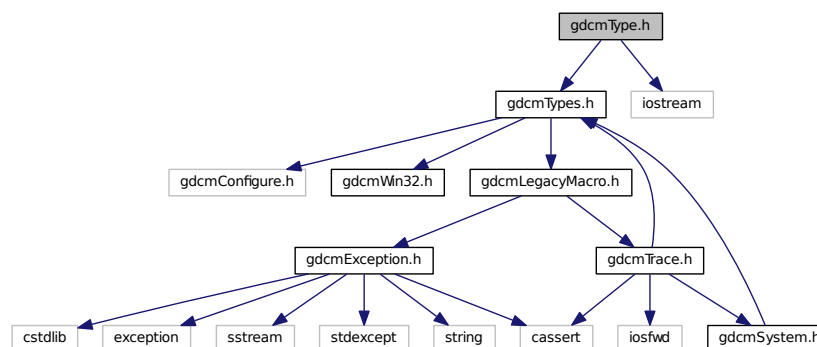 gdcmType.h
gdcmTypes.h
iostream
gdcmConfigure.h
gdcmWin32.h
gdcmLegacyMacro.h
gdcmException.h
gdcmTrace.h
cstdlib
exception
sstream
stdexcept
string
cassert
iosfwd
gdcmSystem.h